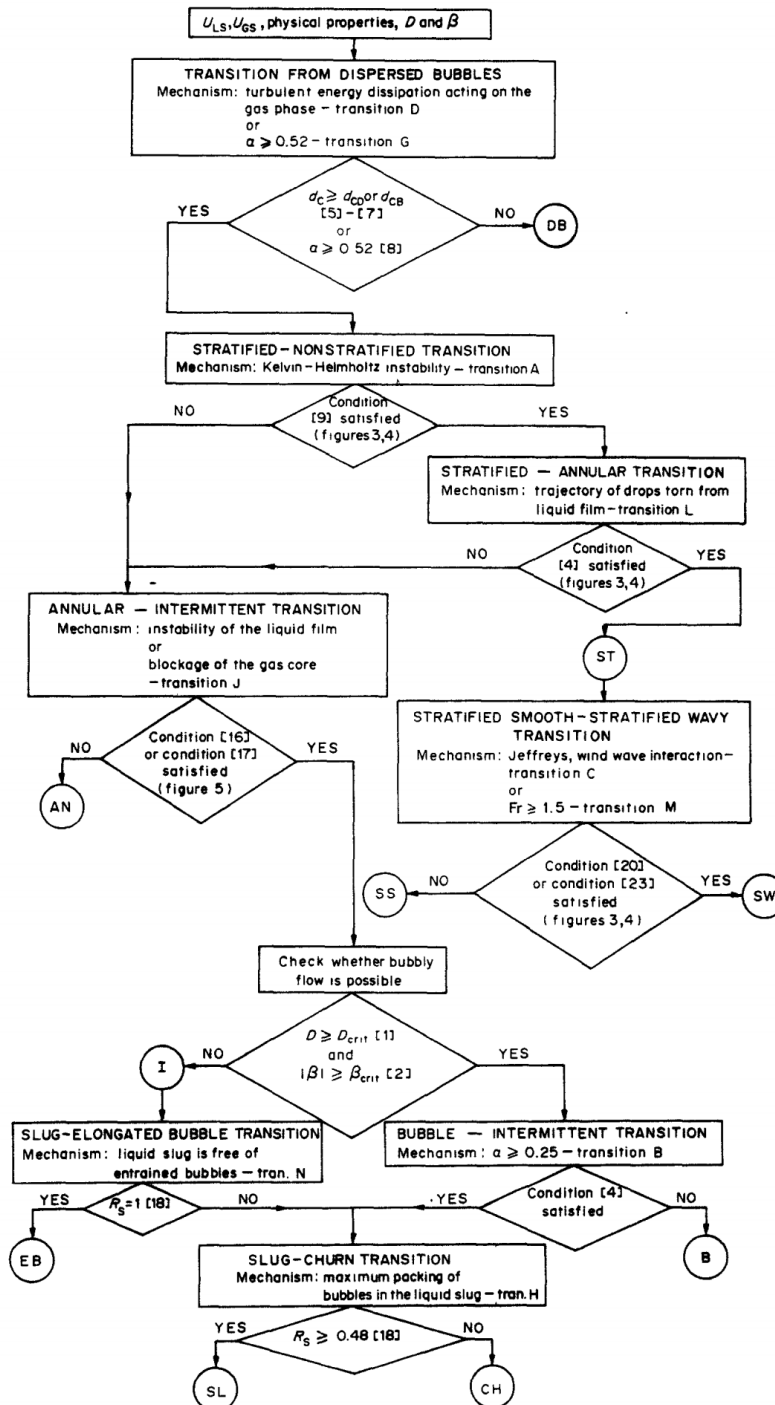 U_LS, U_GS, physical properties, D and β
TRANSITION FROM DISPERSED BUBBLES
Mechanism: turbulent energy dissipation acting on the
gas phase – transition D
or
α ⩾ 0.52 – transition G
d_C ⩾ d_CD or d_CB
[5] – [7]
or
α ⩾ 0 52 [8]
YES
NO
DB
STRATIFIED – NONSTRATIFIED TRANSITION
Mechanism: Kelvin – Helmholtz instability – transition A
Condition
[9] satisfied
(figures 3,4)
NO
YES
STRATIFIED — ANNULAR TRANSITION
Mechanism: trajectory of drops torn from
liquid film – transition L
Condition
[4] satisfied
(figures 3,4)
NO
YES
ANNULAR — INTERMITTENT TRANSITION
Mechanism: instability of the liquid film
or
blockage of the gas core
– transition J
ST
STRATIFIED SMOOTH – STRATIFIED WAVY
TRANSITION
Mechanism: Jeffreys, wind wave interaction –
transition C
or
Fr ≥ 1.5 – transition M
Condition [16]
or condition [17]
satisfied
(figure 5)
NO
YES
AN
Condition [20]
or condition [23]
satisfied
(figures 3,4)
SS
NO
YES
SW
Check whether bubbly
flow is possible
D ⩾ D_crit [1]
and
|β| ⩾ β_crit [2]
I
NO
YES
SLUG-ELONGATED BUBBLE TRANSITION
Mechanism: liquid slug is free of
entrained bubbles – tran. N
BUBBLE — INTERMITTENT TRANSITION
Mechanism: α ⩾ 0.25 – transition B
YES
R_S = 1 [18]
NO
YES
Condition [4]
satisfied
NO
EB
B
SLUG-CHURN TRANSITION
Mechanism: maximum packing of
bubbles in the liquid slug – tran. H
YES
R_S ⩾ 0.48 [18]
NO
SL
CH